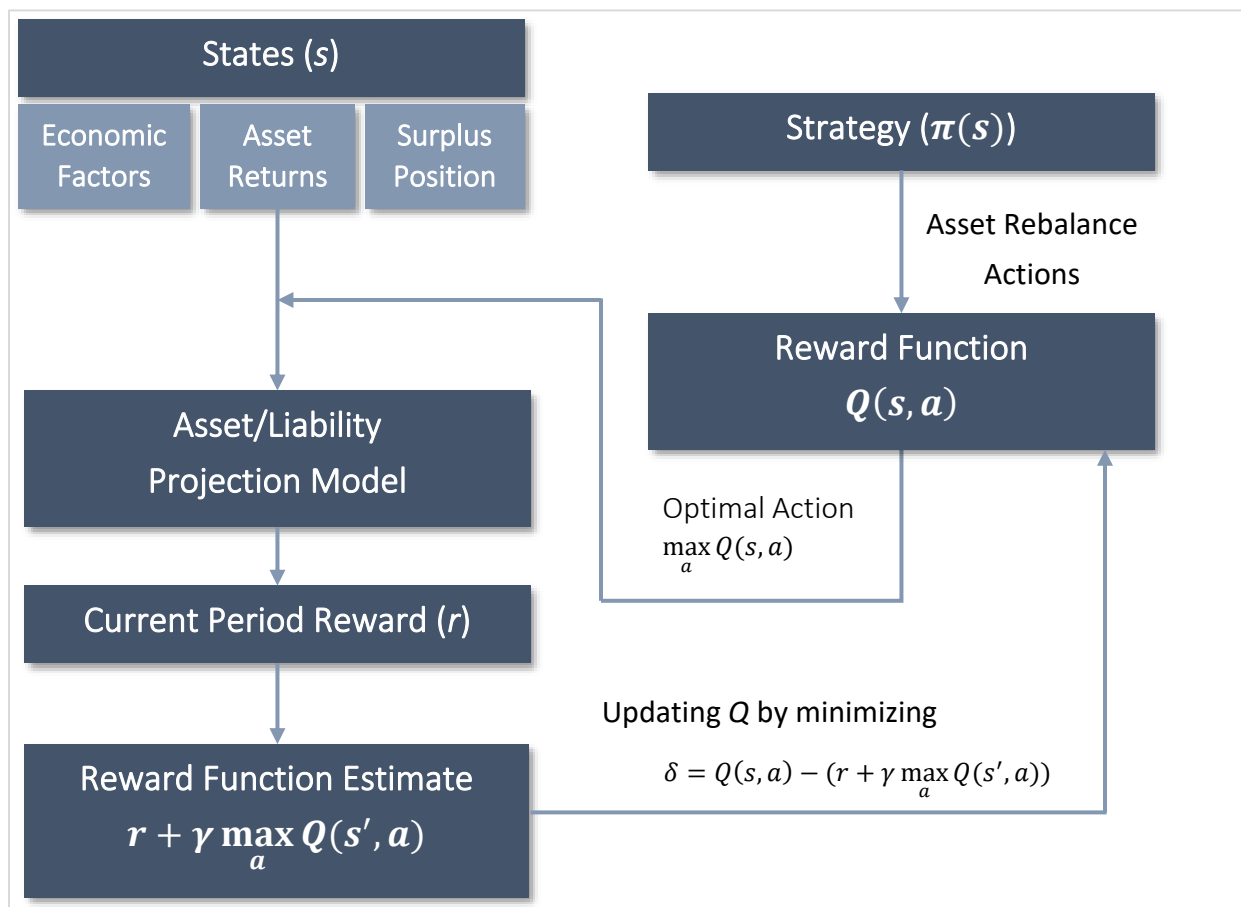 States (s)
Economic
Factors
Asset
Returns
Surplus
Position
Strategy (π(s))
Asset Rebalance
Actions
Reward Function
Q(s, a)
Asset/Liability
Projection Model
Optimal Action
max Q(s, a)
a
Current Period Reward (r)
Updating Q by minimizing
δ = Q(s, a) − (r + γ max Q(s′, a))
a
Reward Function Estimate
r + γ max Q(s′, a)
a